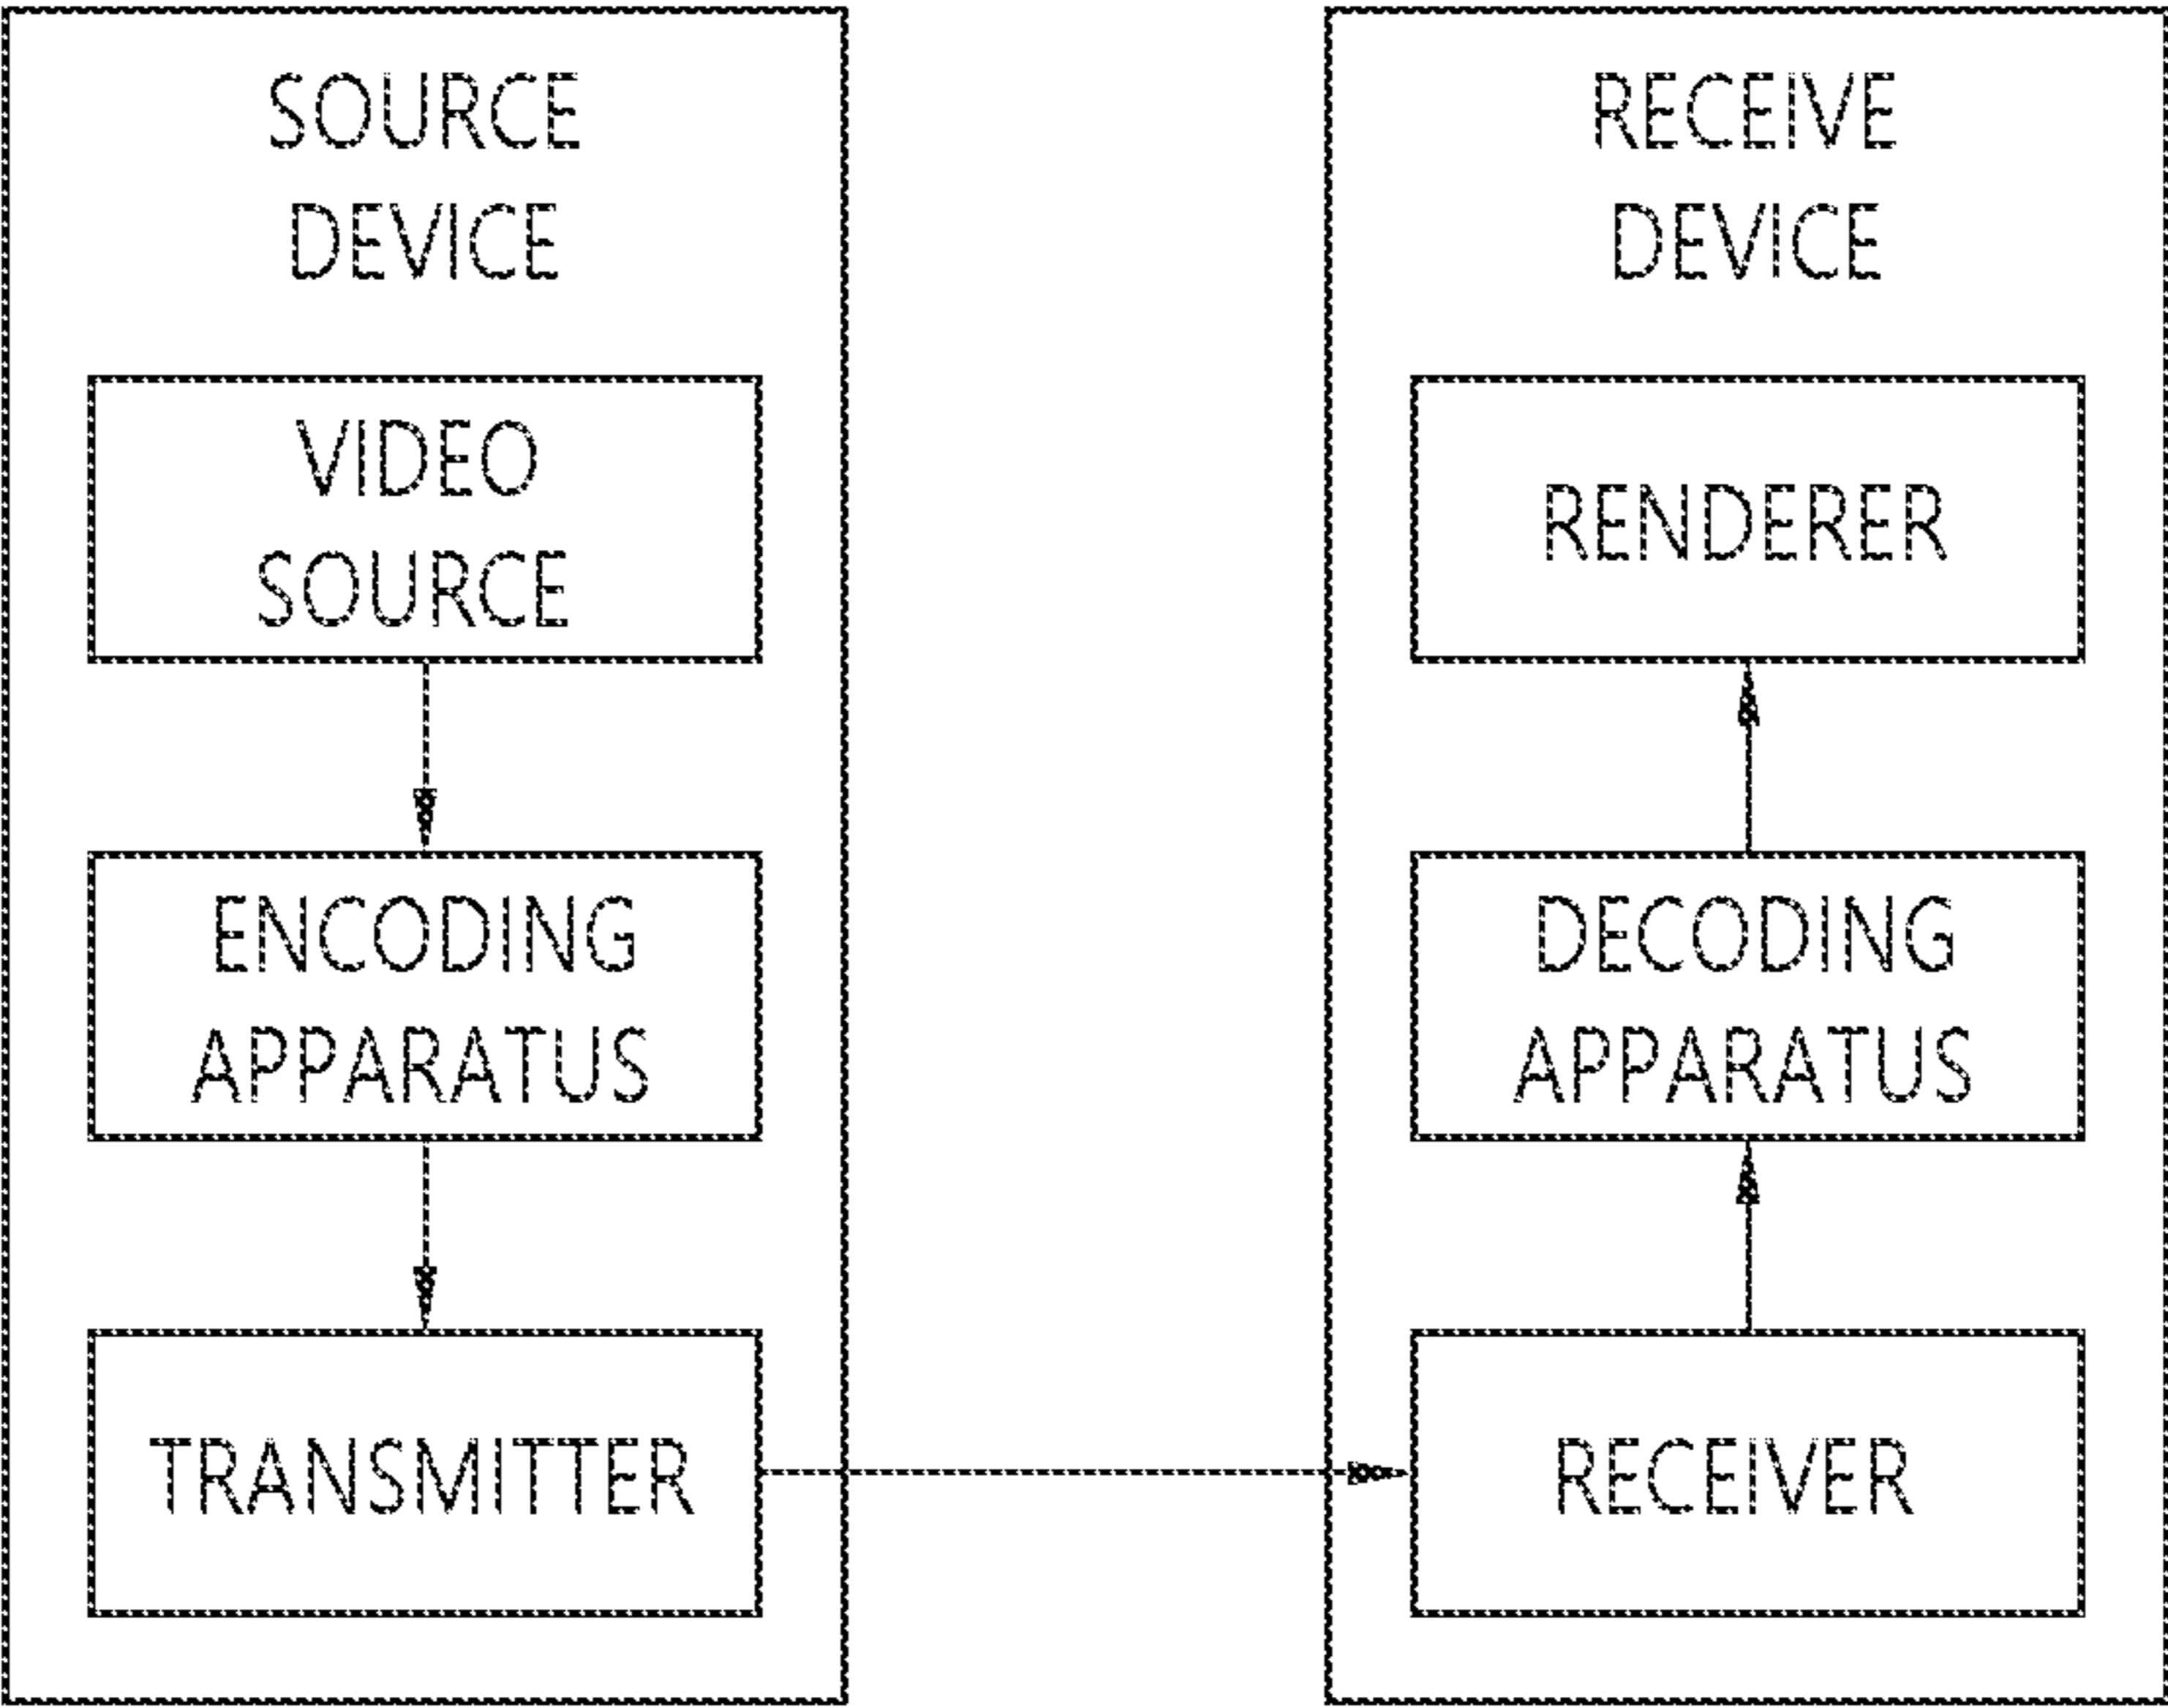 SOURCE
DEVICE
VIDEO
SOURCE
ENCODING
APPARATUS
TRANSMITTER
RECEIVE
DEVICE
RENDERER
DECODING
APPARATUS
RECEIVER